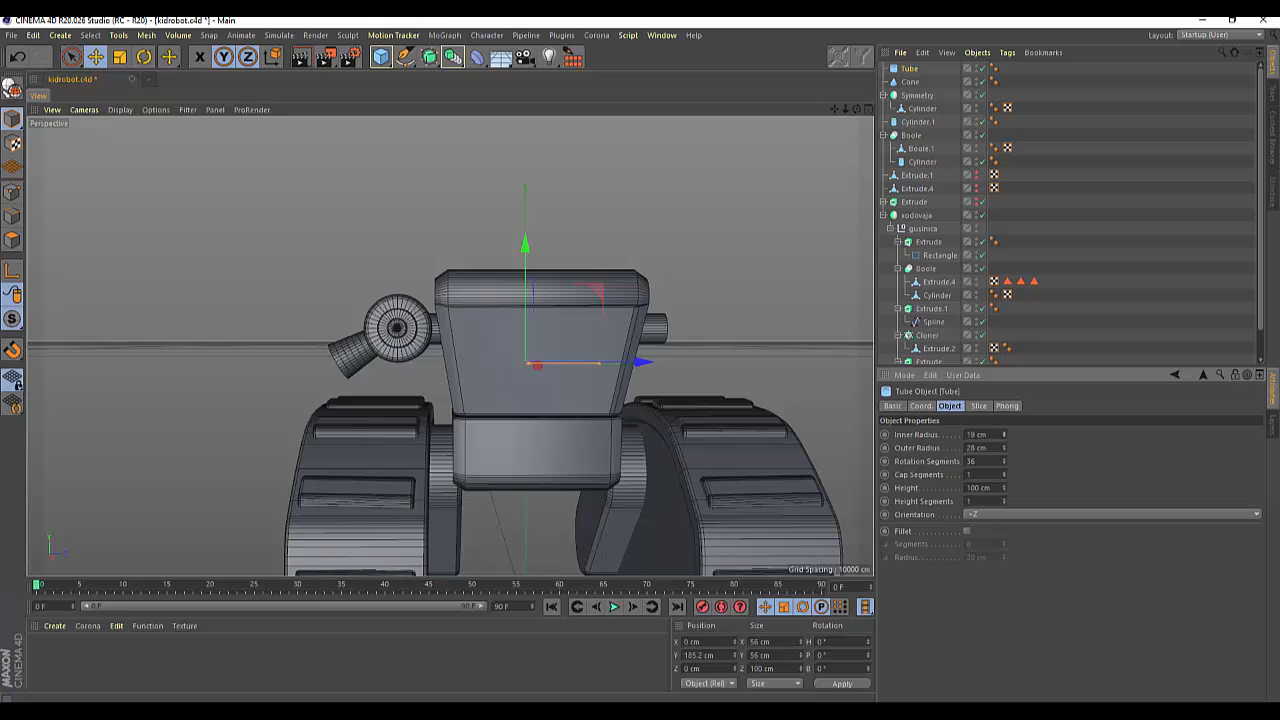 CINEMA 4D R20.026 Studio (RC - R20) - [kidrobot.c4d *] - Main
File Edit Create Select Tools Mesh Volume Snap Animate Simulate Render Sculpt Motion Tracker MoGraph Character Pipeline Plugins Corona Script Window Help
Layout: Startup (User)
X Y Z
File Edit View Objects Tags Bookmarks
kidrobot.c4d *
View
View Cameras Display Options Filter Panel ProRender
Perspective
Tube
Cone
Symmetry
Cylinder
Cylinder.1
Boole
Boole.1
Cylinder
Extrude.1
Extrude.4
Extrude
xodovaja
gusinica
Extrude
Rectangle
Boole
Extrude.4
Cylinder
Extrude.1
Spline
Cloner
Extrude.2
Extrude
Mode Edit User Data
Tube Object [Tube]
Basic Coord. Object Slice Phong
Object Properties
Inner Radius 19 cm
Outer Radius 28 cm
Rotation Segments 36
Cap Segments 1
Height 100 cm
Height Segments 1
Orientation +Z
Fillet
Segments 6
Radius 20 cm
Y
Z
Grid Spacing : 10000 cm
0 5 10 15 20 25 30 35 40 45 50 55 60 65 70 75 80 85 90 0 F
0 F 0 F 90 F 90 F
Create Corona Edit Function Texture
Position Size Rotation
X 0 cm X 56 cm H 0 °
Y 185.2 cm Y 56 cm P 0 °
Z 0 cm Z 100 cm B 0 °
Object (Rel) Size Apply
MAXON
CINEMA 4D